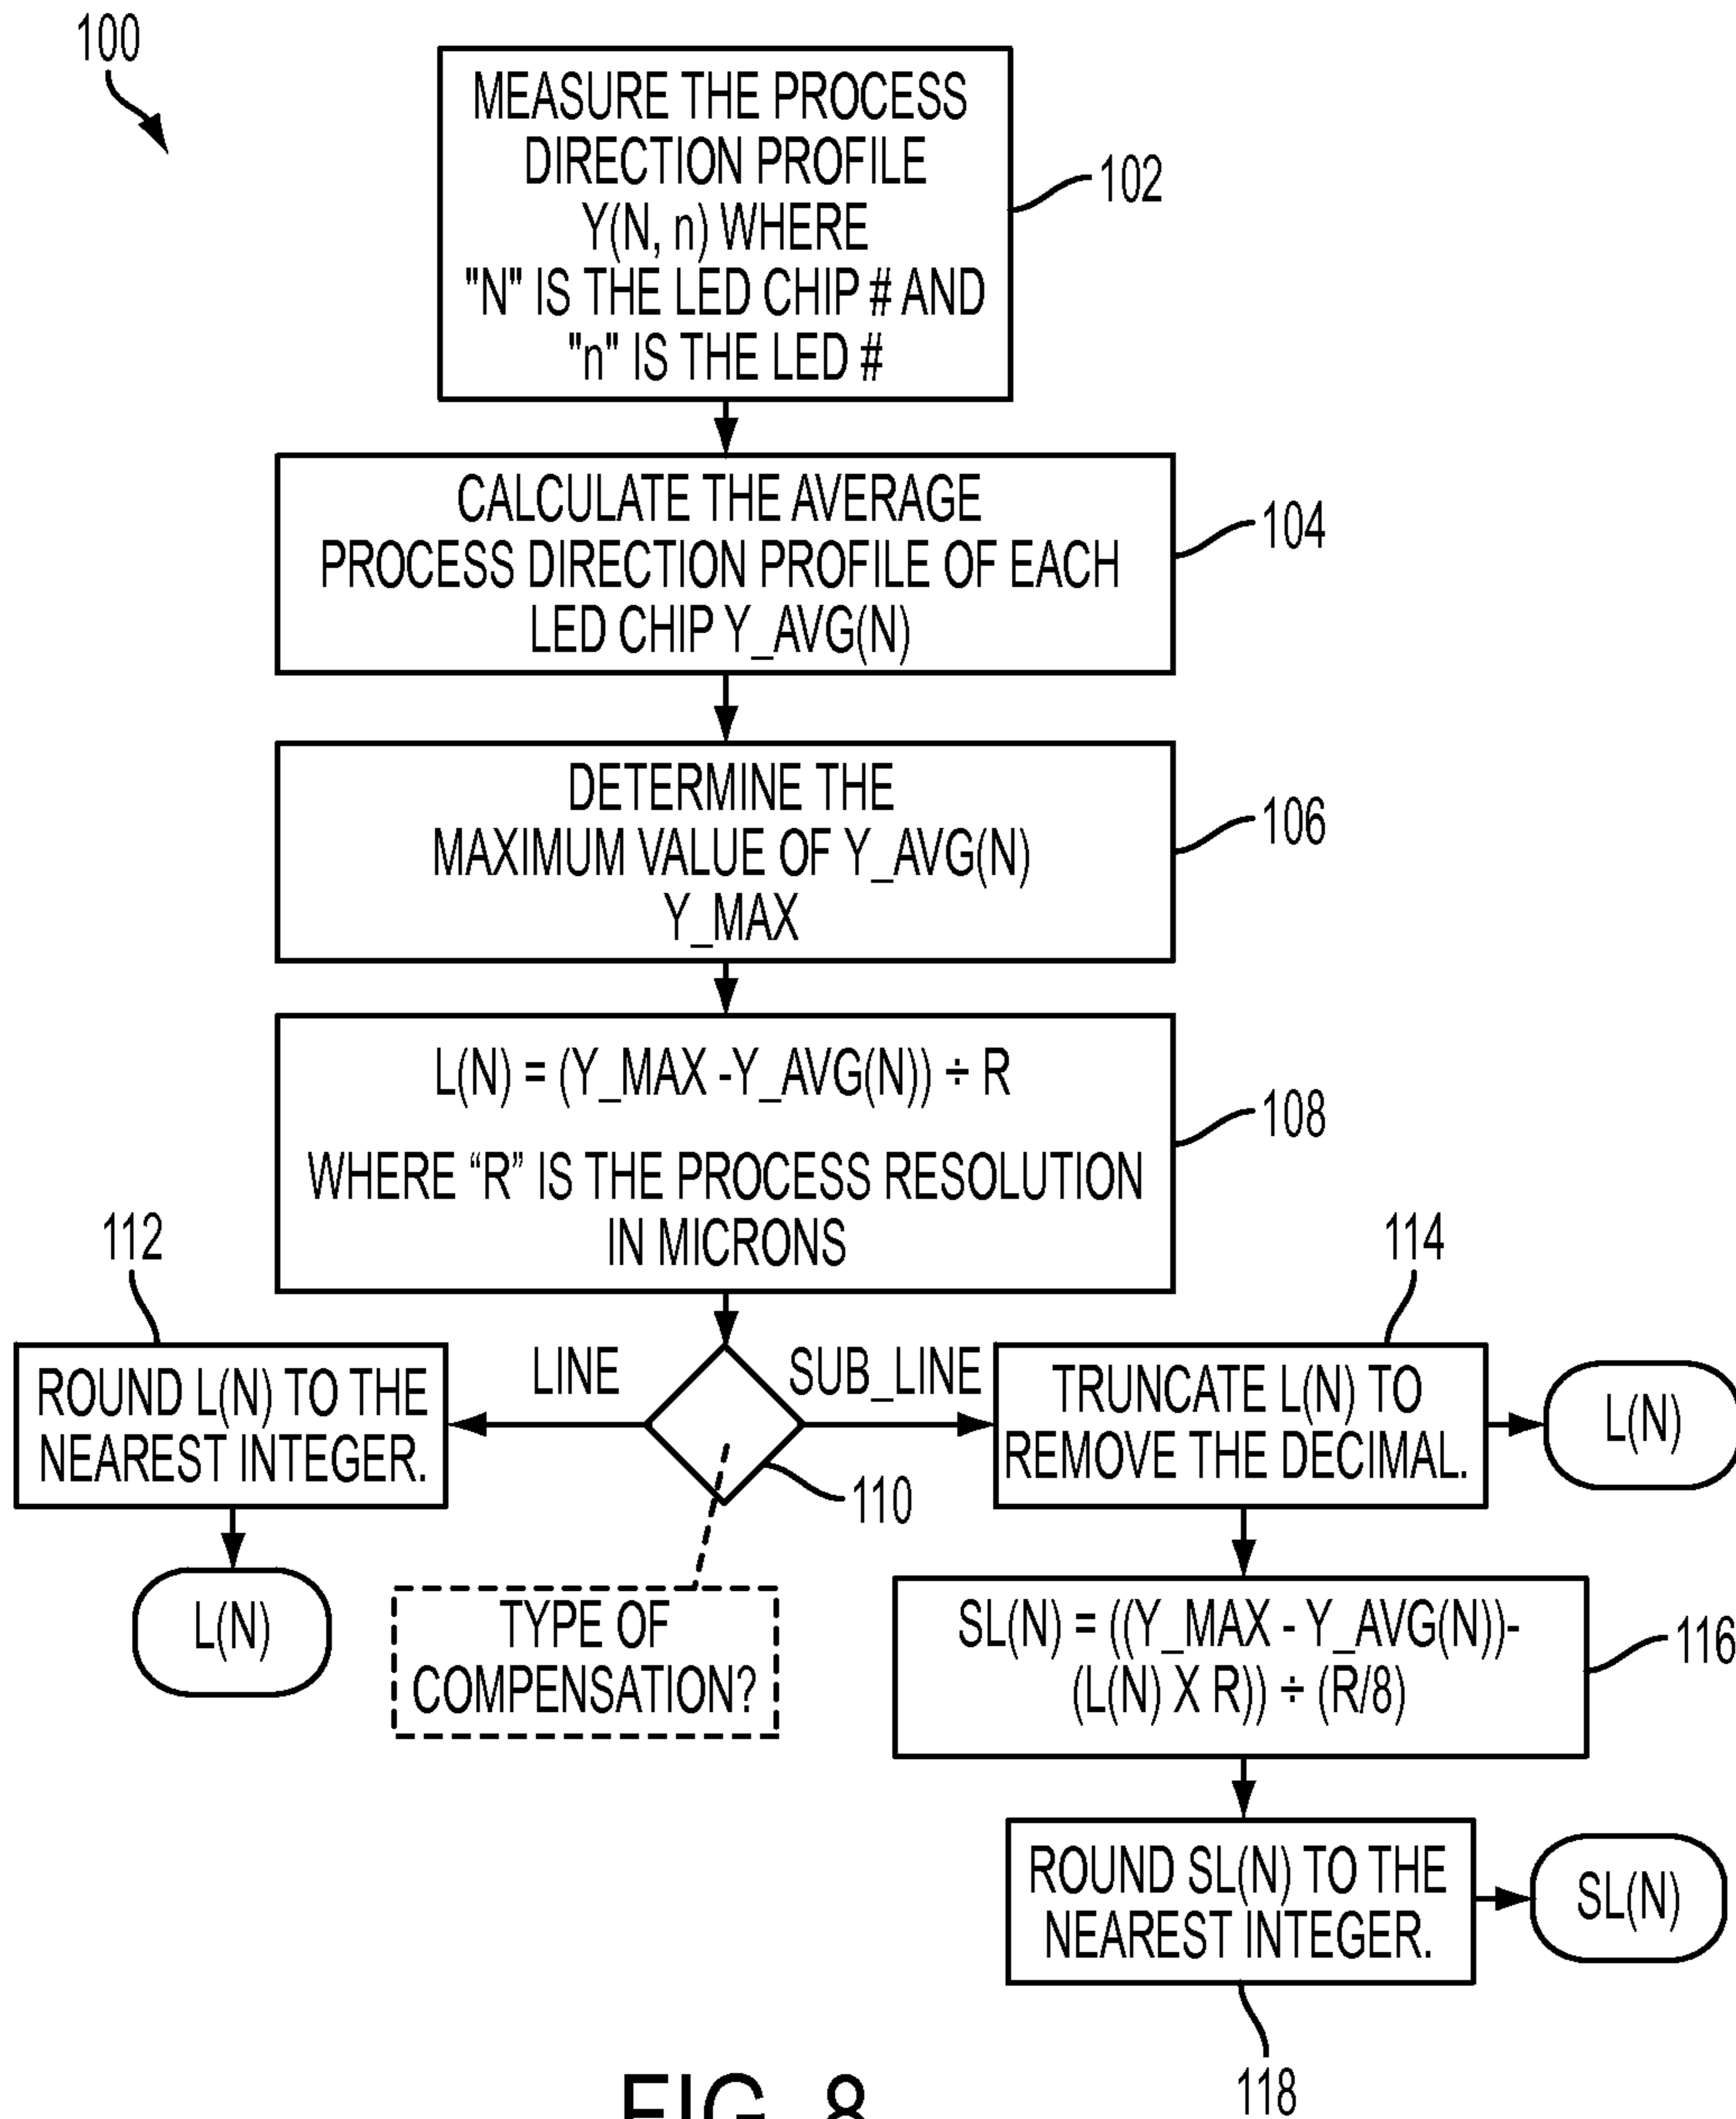 100
MEASURE THE PROCESS
DIRECTION PROFILE
Y(N, n) WHERE
"N" IS THE LED CHIP # AND
"n" IS THE LED #
102
CALCULATE THE AVERAGE
PROCESS DIRECTION PROFILE OF EACH
LED CHIP Y_AVG(N)
104
DETERMINE THE
MAXIMUM VALUE OF Y_AVG(N)
Y_MAX
106
L(N) = (Y_MAX -Y_AVG(N)) ÷ R
WHERE “R” IS THE PROCESS RESOLUTION
IN MICRONS
108
112
114
LINE
SUB_LINE
ROUND L(N) TO THE
NEAREST INTEGER.
TRUNCATE L(N) TO
REMOVE THE DECIMAL.
L(N)
110
L(N)
TYPE OF
COMPENSATION?
SL(N) = ((Y_MAX - Y_AVG(N))-
(L(N) X R)) ÷ (R/8)
116
ROUND SL(N) TO THE
NEAREST INTEGER.
SL(N)
118
FIG. 8